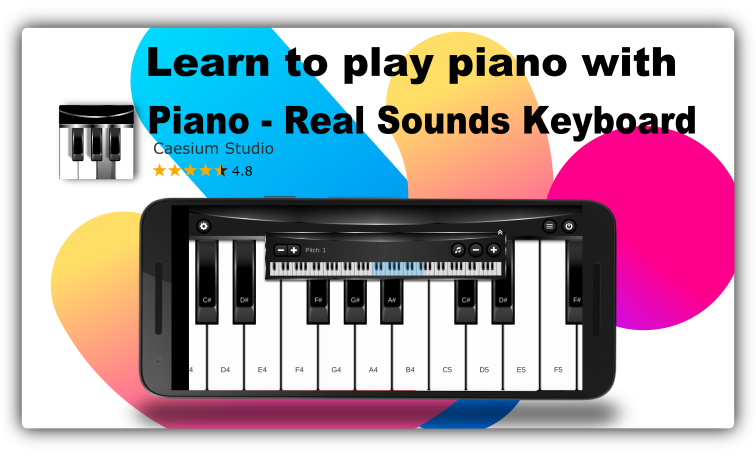 Learn to play piano with
Piano - Real Sounds Keyboard
Caesium Studio
4.8
Pitch: 1
C# D# F# G# A# C# D# F#
4 D4 E4 F4 G4 A4 B4 C5 D5 E5 F5